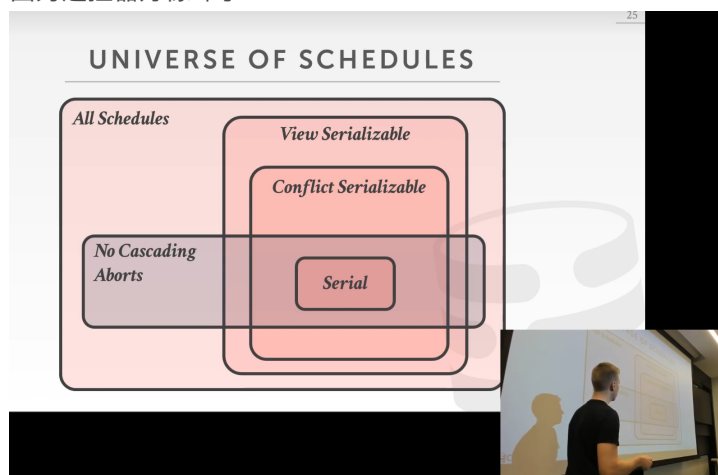 25
UNIVERSE OF SCHEDULES
All Schedules
View Serializable
Conflict Serializable
No Cascading
Aborts
Serial